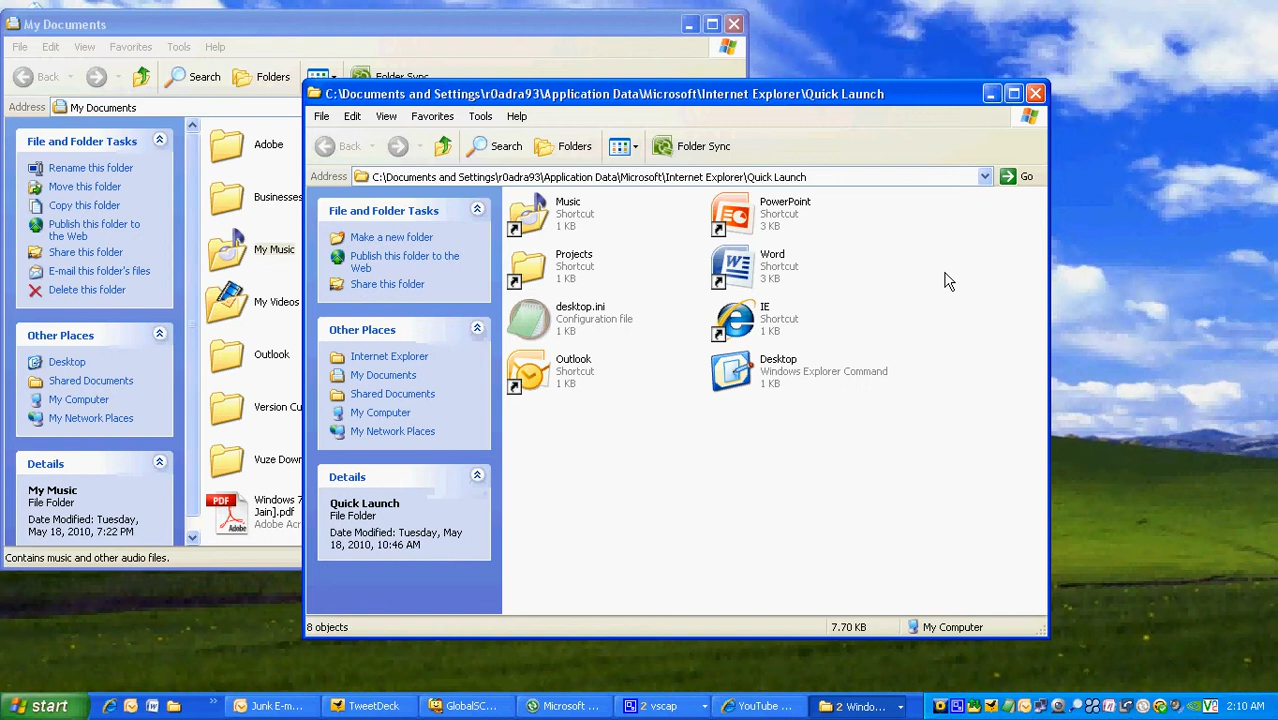 My Documents
File Edit View Favorites Tools Help
Back Search Folders Folder Sync
Address My Documents
File and Folder Tasks
Rename this folder
Move this folder
Copy this folder
Publish this folder to
the Web
Share this folder
E-mail this folder's files
Delete this folder
Other Places
Desktop
Shared Documents
My Computer
My Network Places
Details
My Music
File Folder
Date Modified: Tuesday,
May 18, 2010, 7:22 PM
Adobe
Businesses
My Music
My Videos
Outlook
Version Cu
Vuze Down
Windows 7
Jain].pdf
Adobe Acr
PDF
Adobe
Contains music and other audio files.
C:\Documents and Settings\r0adra93\Application Data\Microsoft\Internet Explorer\Quick Launch
File Edit View Favorites Tools Help
Back Search Folders Folder Sync
Address C:\Documents and Settings\r0adra93\Application Data\Microsoft\Internet Explorer\Quick Launch Go
File and Folder Tasks
Make a new folder
Publish this folder to the
Web
Share this folder
Other Places
Internet Explorer
My Documents
Shared Documents
My Computer
My Network Places
Details
Quick Launch
File Folder
Date Modified: Tuesday, May
18, 2010, 10:46 AM
Music
Shortcut
1 KB
PowerPoint
Shortcut
3 KB
Projects
Shortcut
1 KB
Word
Shortcut
3 KB
desktop.ini
Configuration file
1 KB
IE
Shortcut
1 KB
Outlook
Shortcut
1 KB
Desktop
Windows Explorer Command
1 KB
8 objects 7.70 KB My Computer
start Junk E-m... TweetDeck GlobalSC... Microsoft ... 2 vscap YouTube ... 2 Windo... 2:10 AM